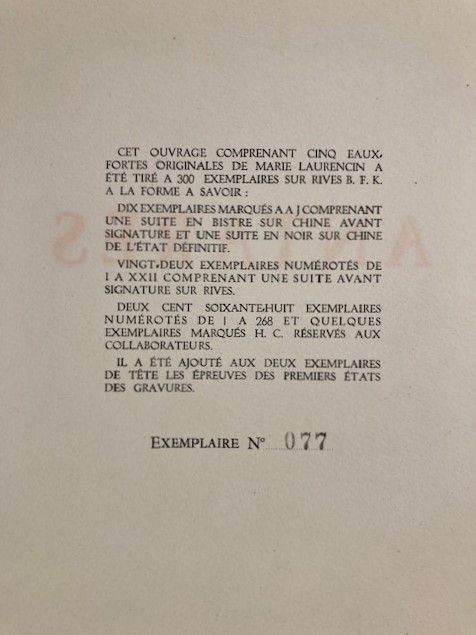 CET OUVRAGE COMPRENANT CINQ EAUX-
FORTES ORIGINALES DE MARIE LAURENCIN A
ÉTÉ TIRÉ A 300 EXEMPLAIRES SUR RIVES B. F. K.
A LA FORME A SAVOIR :
DIX EXEMPLAIRES MARQUÉS A A J COMPRENANT
UNE SUITE EN BISTRE SUR CHINE AVANT
SIGNATURE ET UNE SUITE EN NOIR SUR CHINE
DE L'ÉTAT DÉFINITIF.
VINGT-DEUX EXEMPLAIRES NUMÉROTÉS DE
I A XXII COMPRENANT UNE SUITE AVANT
SIGNATURE SUR RIVES.
DEUX CENT SOIXANTE-HUIT EXEMPLAIRES
NUMÉROTÉS DE I A 268 ET QUELQUES
EXEMPLAIRES MARQUÉS H. C. RÉSERVÉS AUX
COLLABORATEURS.
IL A ÉTÉ AJOUTÉ AUX DEUX EXEMPLAIRES
DE TÊTE LES ÉPREUVES DES PREMIERS ÉTATS
DES GRAVURES.
EXEMPLAIRE N° 077